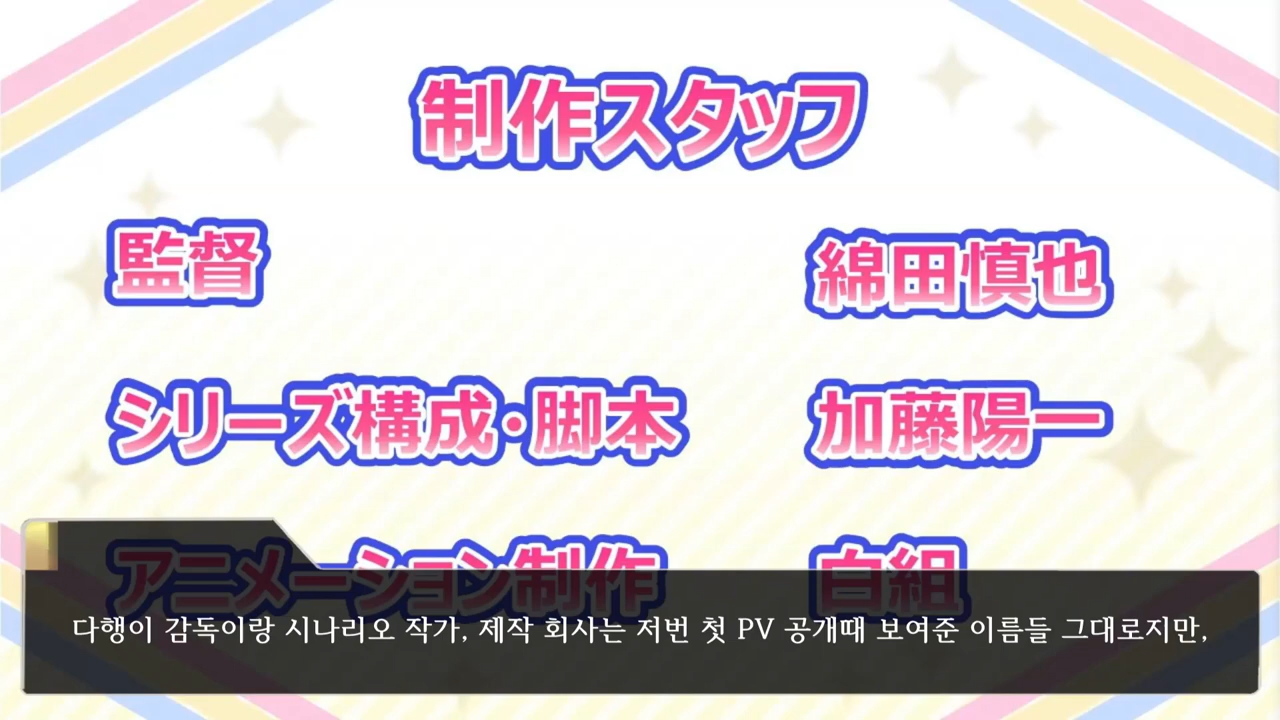 制作スタッフ
監督 綿田慎也
シリーズ構成・脚本 加藤陽一
アニメーション制作 白組
다행이 감독이랑 시나리오 작가, 제작 회사는 저번 첫 PV 공개때 보여준 이름들 그대로지만,